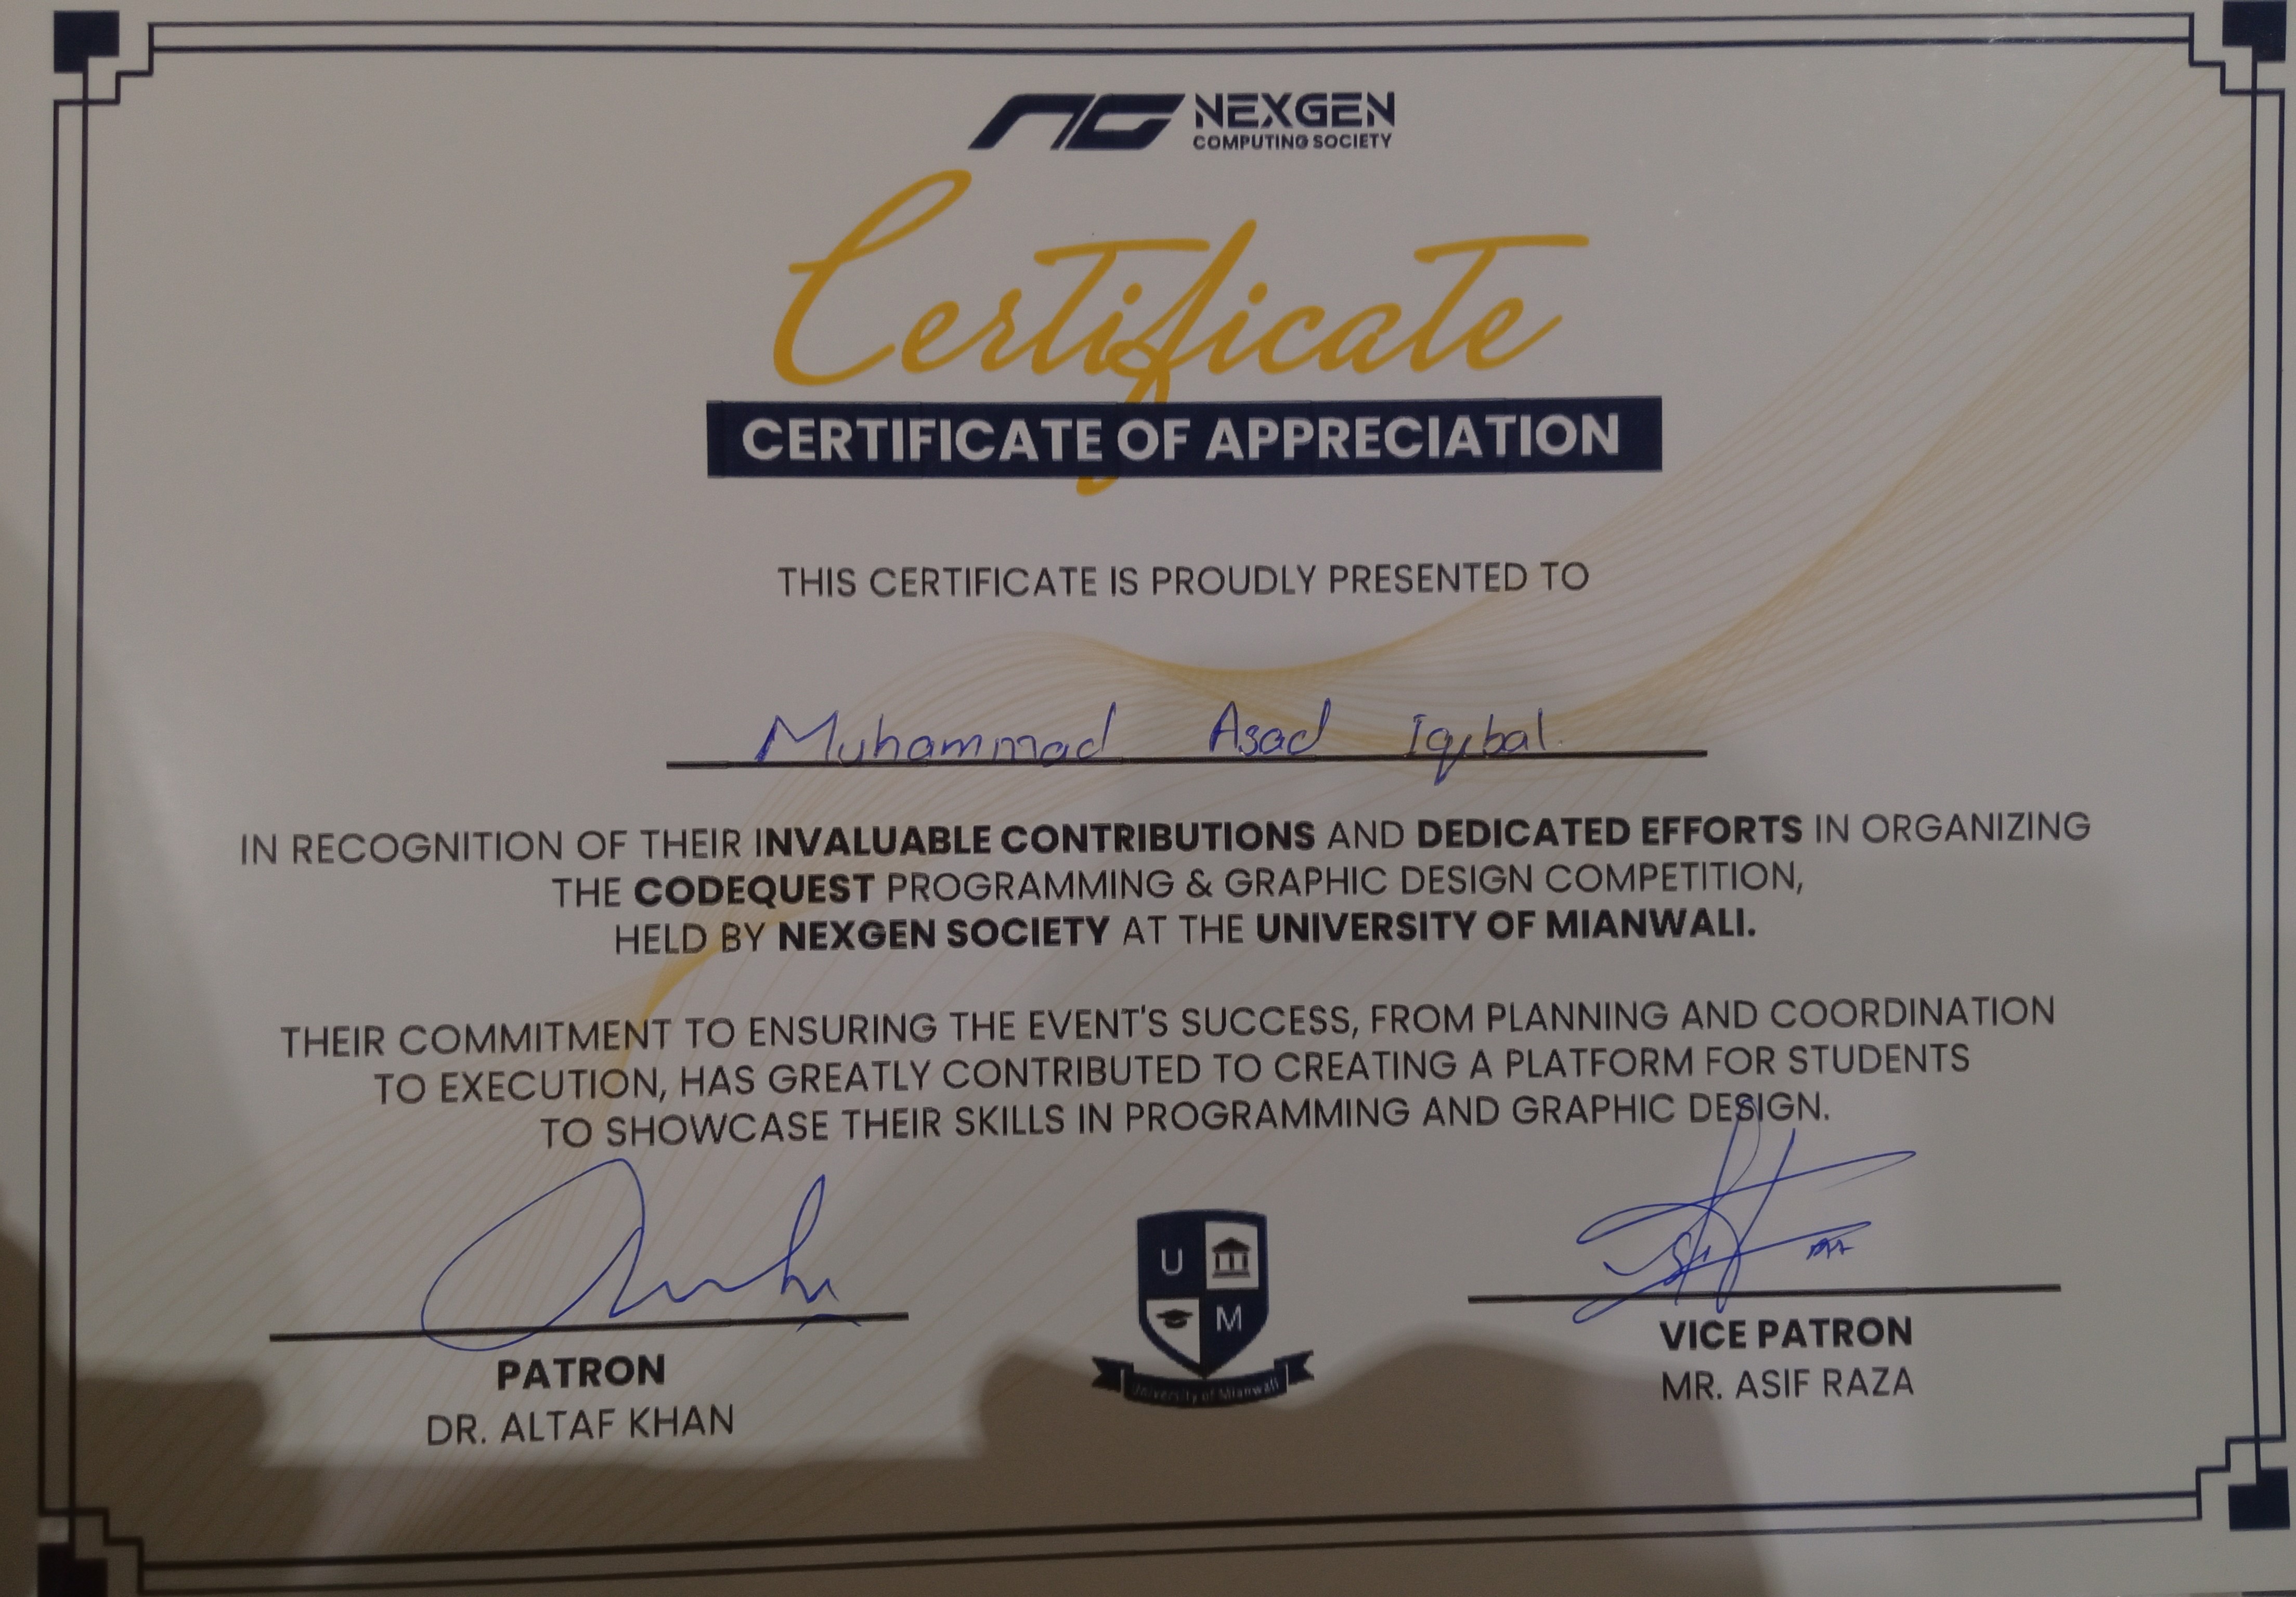 NG NEXGEN
COMPUTING SOCIETY
Certificate
CERTIFICATE OF APPRECIATION
THIS CERTIFICATE IS PROUDLY PRESENTED TO
Muhammad Asad Iqbal
IN RECOGNITION OF THEIR INVALUABLE CONTRIBUTIONS AND DEDICATED EFFORTS IN ORGANIZING
THE CODEQUEST PROGRAMMING & GRAPHIC DESIGN COMPETITION,
HELD BY NEXGEN SOCIETY AT THE UNIVERSITY OF MIANWALI.
THEIR COMMITMENT TO ENSURING THE EVENT'S SUCCESS, FROM PLANNING AND COORDINATION
TO EXECUTION, HAS GREATLY CONTRIBUTED TO CREATING A PLATFORM FOR STUDENTS
TO SHOWCASE THEIR SKILLS IN PROGRAMMING AND GRAPHIC DESIGN.
PATRON
DR. ALTAF KHAN
U
M
University of Mianwali
VICE PATRON
MR. ASIF RAZA